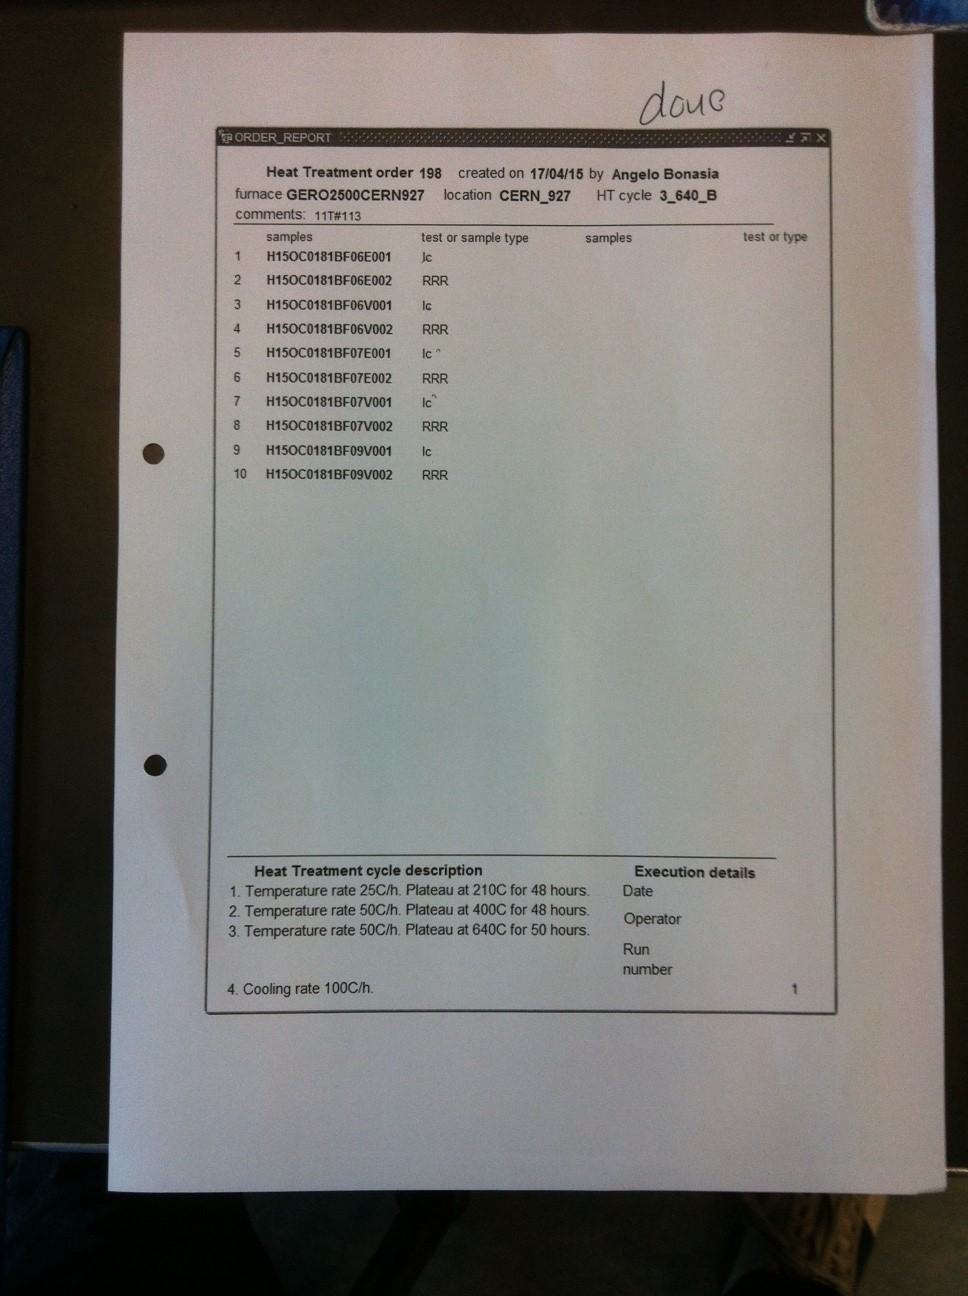 done
ORDER_REPORT
Heat Treatment order 198 created on 17/04/15 by Angelo Bonasia
furnace GERO2500CERN927 location CERN_927 HT cycle 3_640_B
comments: 11T#113
samples test or sample type samples test or type
1 H15OC0181BF06E001 Ic
2 H15OC0181BF06E002 RRR
3 H15OC0181BF06V001 Ic
4 H15OC0181BF06V002 RRR
5 H15OC0181BF07E001 Ic
6 H15OC0181BF07E002 RRR
7 H15OC0181BF07V001 Ic
8 H15OC0181BF07V002 RRR
9 H15OC0181BF09V001 Ic
10 H15OC0181BF09V002 RRR
Heat Treatment cycle description
1. Temperature rate 25C/h. Plateau at 210C for 48 hours.
2. Temperature rate 50C/h. Plateau at 400C for 48 hours.
3. Temperature rate 50C/h. Plateau at 640C for 50 hours.
4. Cooling rate 100C/h.
Execution details
Date
Operator
Run
number
1